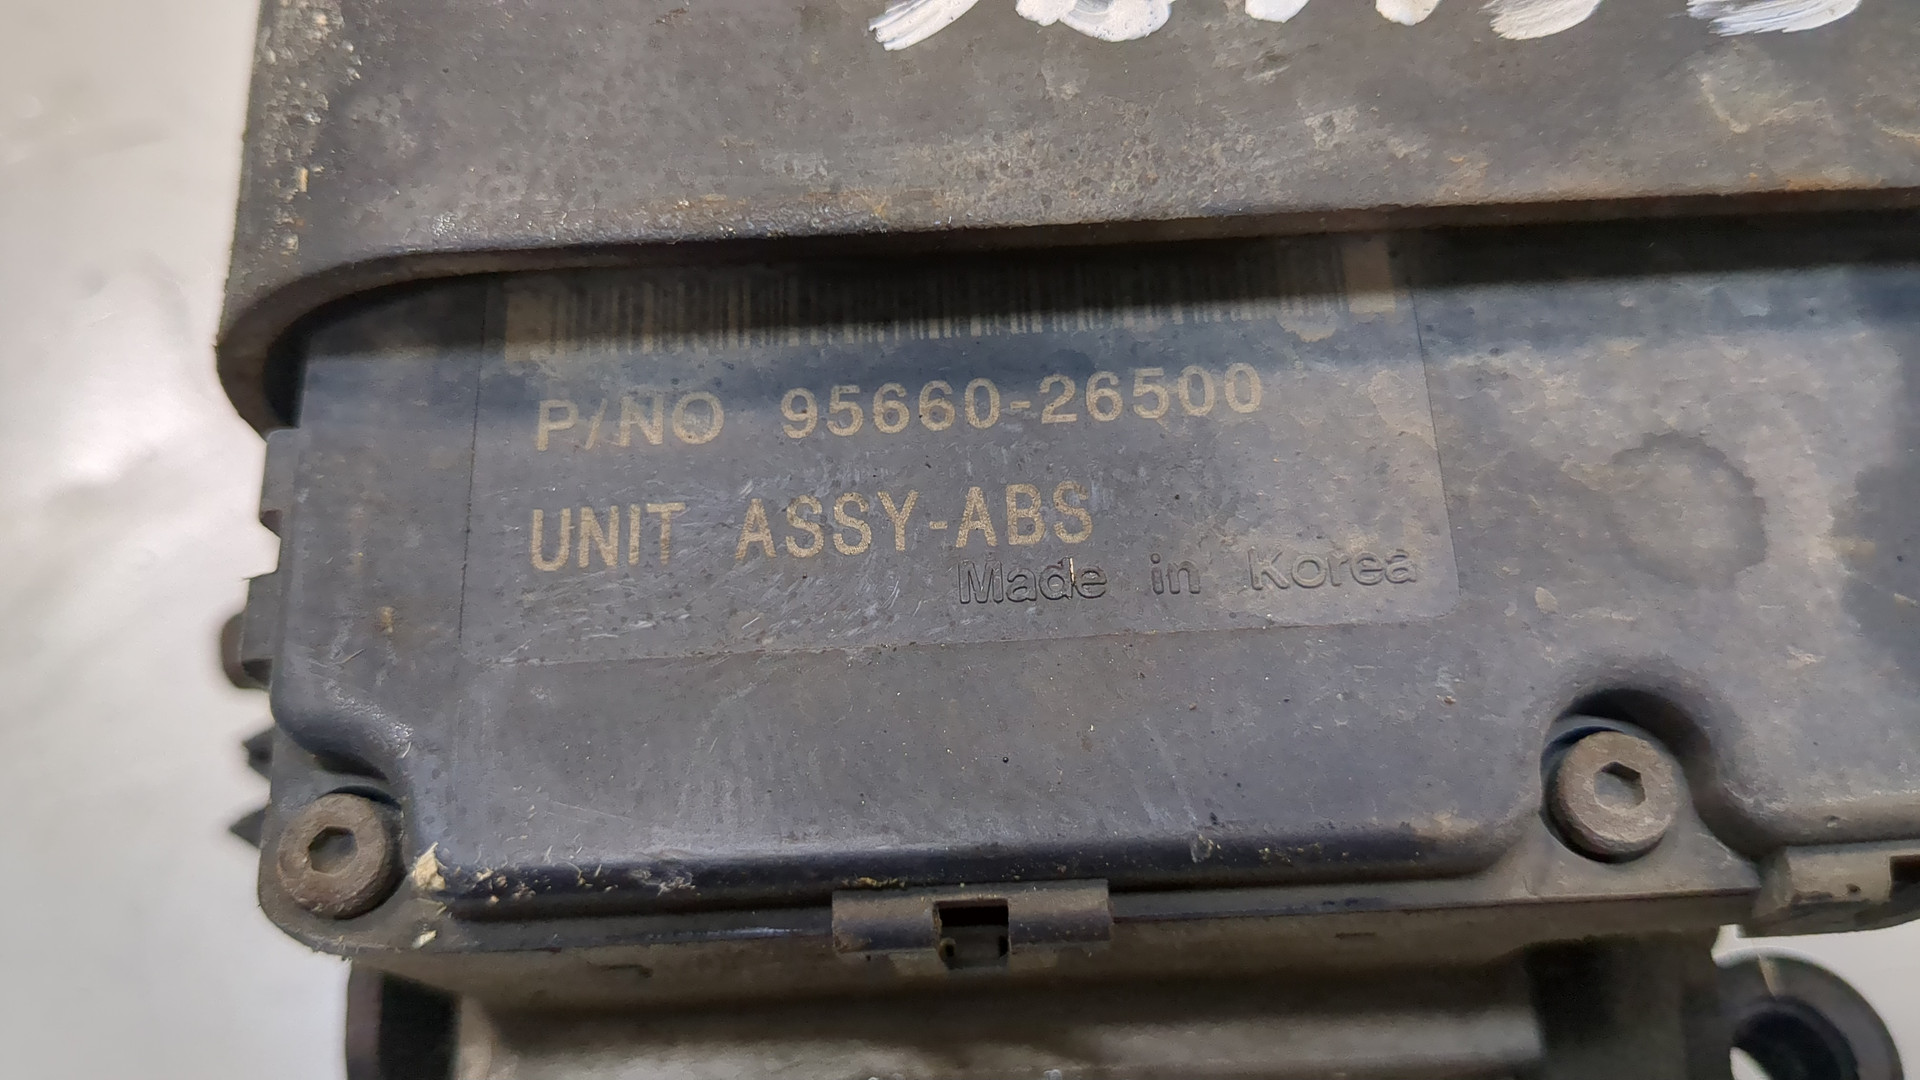 P/NO 95660-26500
UNIT ASSY-ABS
Made in Korea